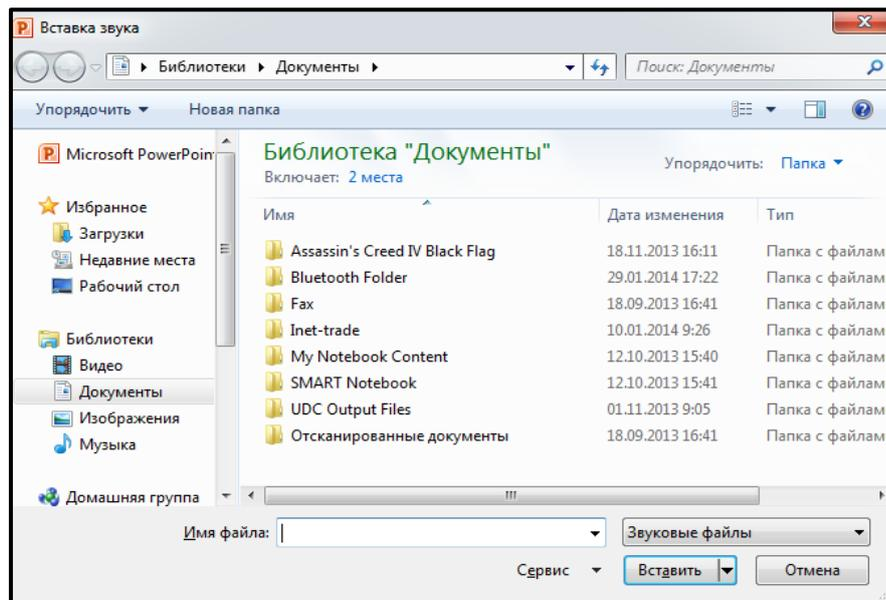 Вставка звука
Библиотеки Документы
Поиск: Документы
Упорядочить Новая папка
Microsoft PowerPoin
Избранное
Загрузки
Недавние места
Рабочий стол
Библиотеки
Видео
Документы
Изображения
Музыка
Домашняя группа
Библиотека "Документы"
Включает: 2 места
Упорядочить: Папка
Имя Дата изменения Тип
Assassin's Creed IV Black Flag 18.11.2013 16:11 Папка с файлам
Bluetooth Folder 29.01.2014 17:22 Папка с файлам
Fax 18.09.2013 16:41 Папка с файлам
Inet-trade 10.01.2014 9:26 Папка с файлам
My Notebook Content 12.10.2013 15:40 Папка с файлам
SMART Notebook 12.10.2013 15:41 Папка с файлам
UDC Output Files 01.11.2013 9:05 Папка с файлам
Отсканированные документы 18.09.2013 16:41 Папка с файлам
Имя файла:
Звуковые файлы
Сервис Вставить Отмена